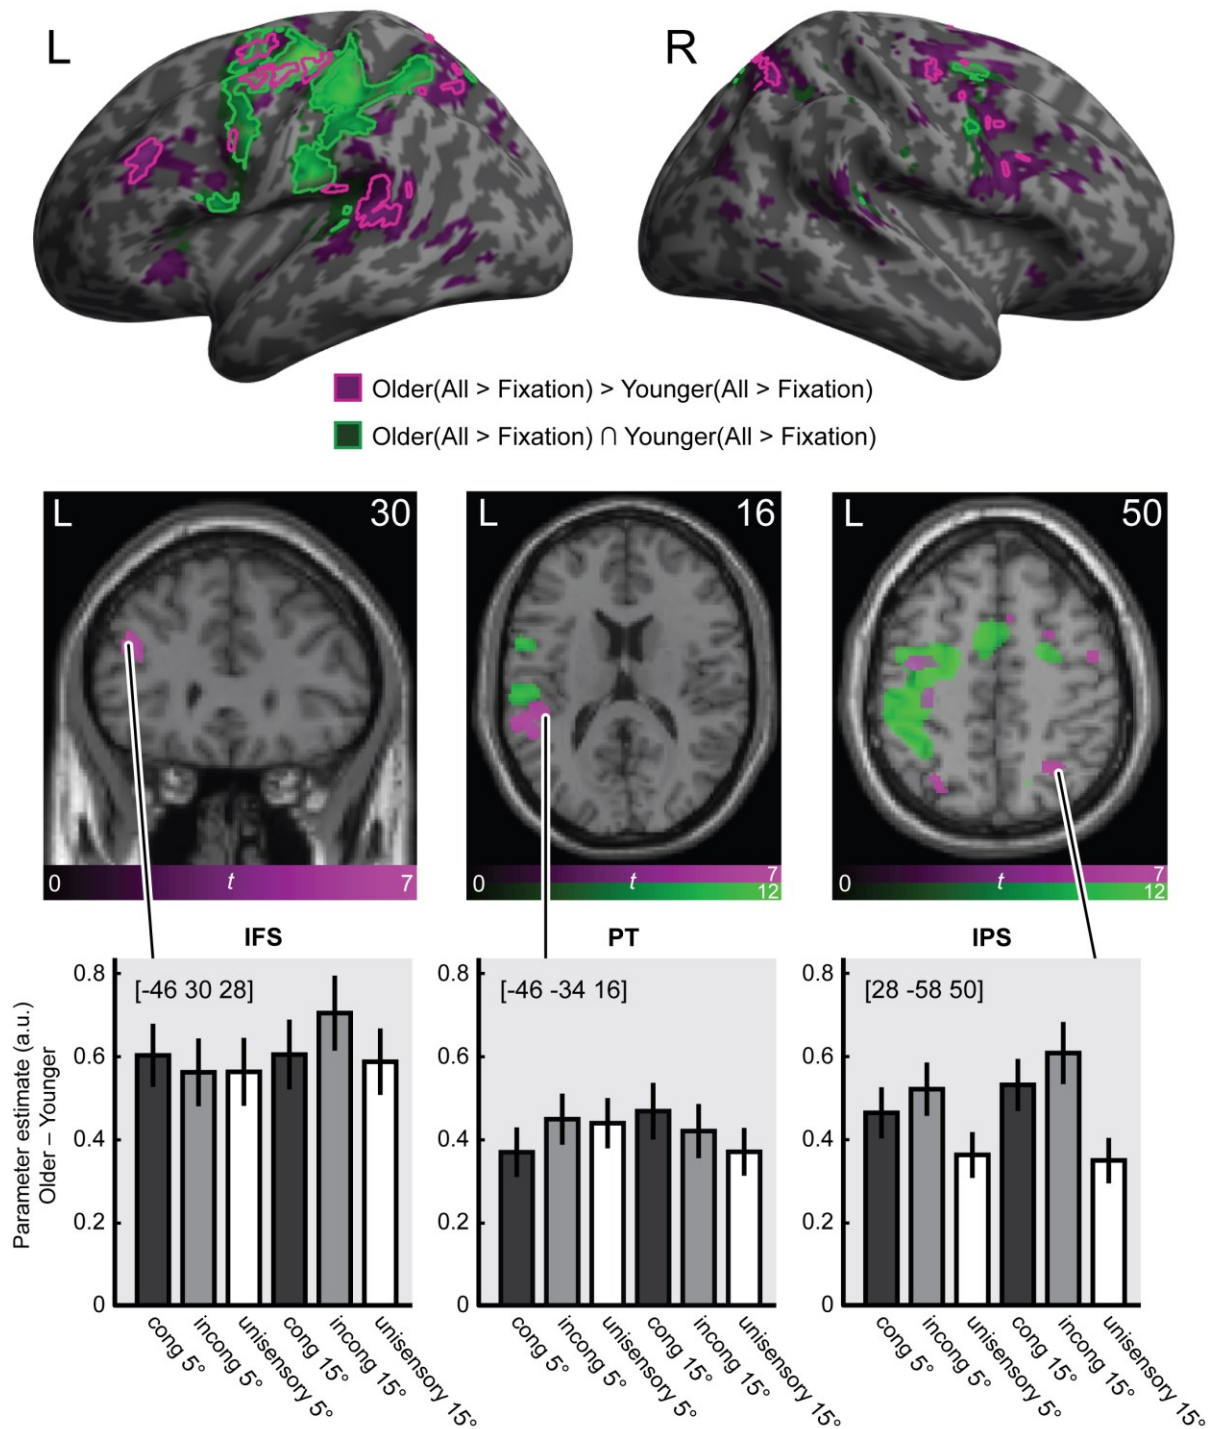 L
R
Older(All > Fixation) > Younger(All > Fixation)
Older(All > Fixation) ∩ Younger(All > Fixation)
L 30
L 16
L 50
0 t 7
0 t 7
12
0 t 7
12
IFS
PT
IPS
Parameter estimate (a.u.)
Older – Younger
[-46 30 28]
0.8
0.6
0.4
0.2
0
cong 5°
incong 5°
unisensory 5°
cong 15°
incong 15°
unisensory 15°
[-46 -34 16]
0.8
0.6
0.4
0.2
0
cong 5°
incong 5°
unisensory 5°
cong 15°
incong 15°
unisensory 15°
[28 -58 50]
0.8
0.6
0.4
0.2
0
cong 5°
incong 5°
unisensory 5°
cong 15°
incong 15°
unisensory 15°